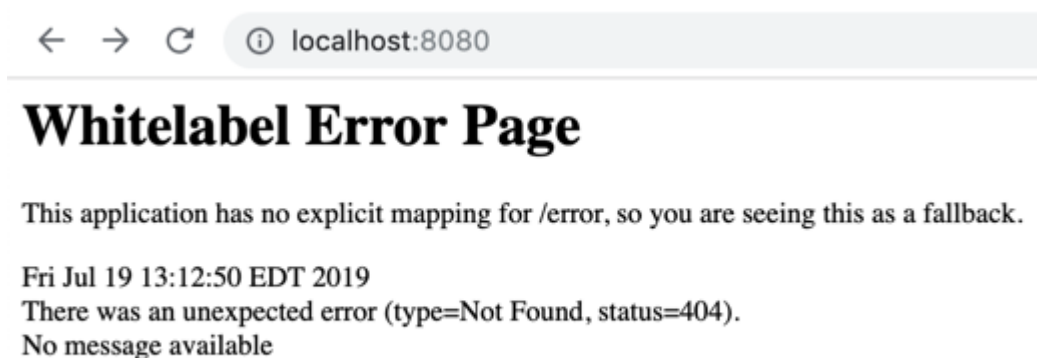 localhost:8080
Whitelabel Error Page
This application has no explicit mapping for /error, so you are seeing this as a fallback.
Fri Jul 19 13:12:50 EDT 2019
There was an unexpected error (type=Not Found, status=404).
No message available